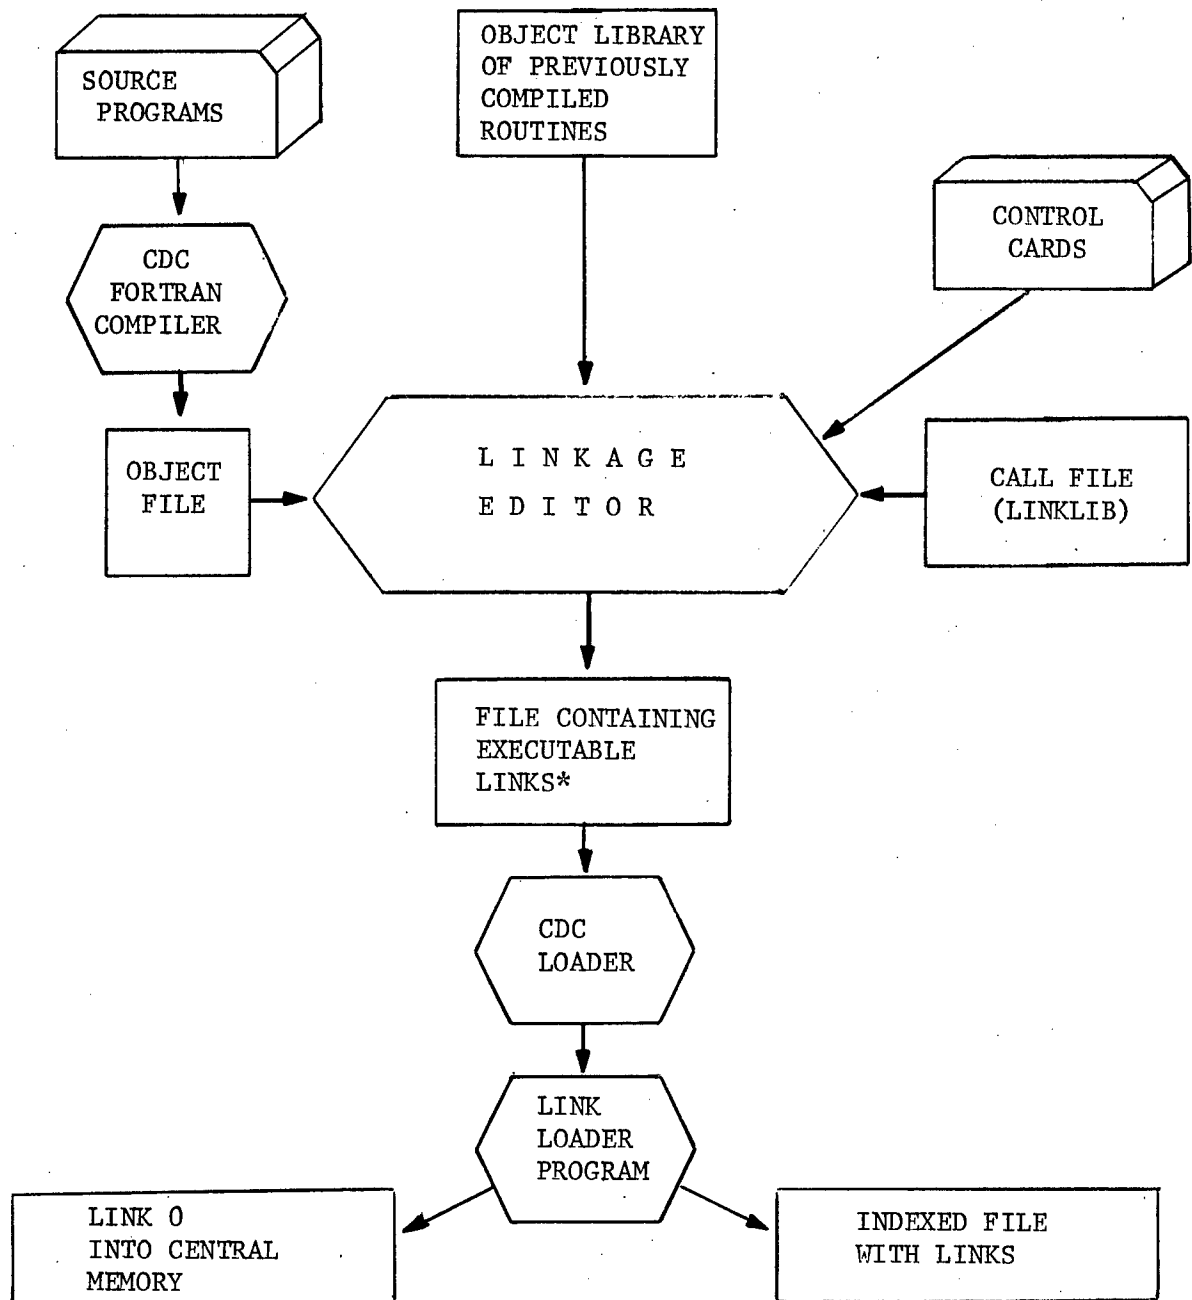 SOURCE
PROGRAMS
OBJECT LIBRARY
OF PREVIOUSLY
COMPILED
ROUTINES
CONTROL
CARDS
CDC
FORTRAN
COMPILER
OBJECT
FILE
L I N K A G E
E D I T O R
CALL FILE
(LINKLIB)
FILE CONTAINING
EXECUTABLE
LINKS*
CDC
LOADER
LINK
LOADER
PROGRAM
LINK 0
INTO CENTRAL
MEMORY
INDEXED FILE
WITH LINKS